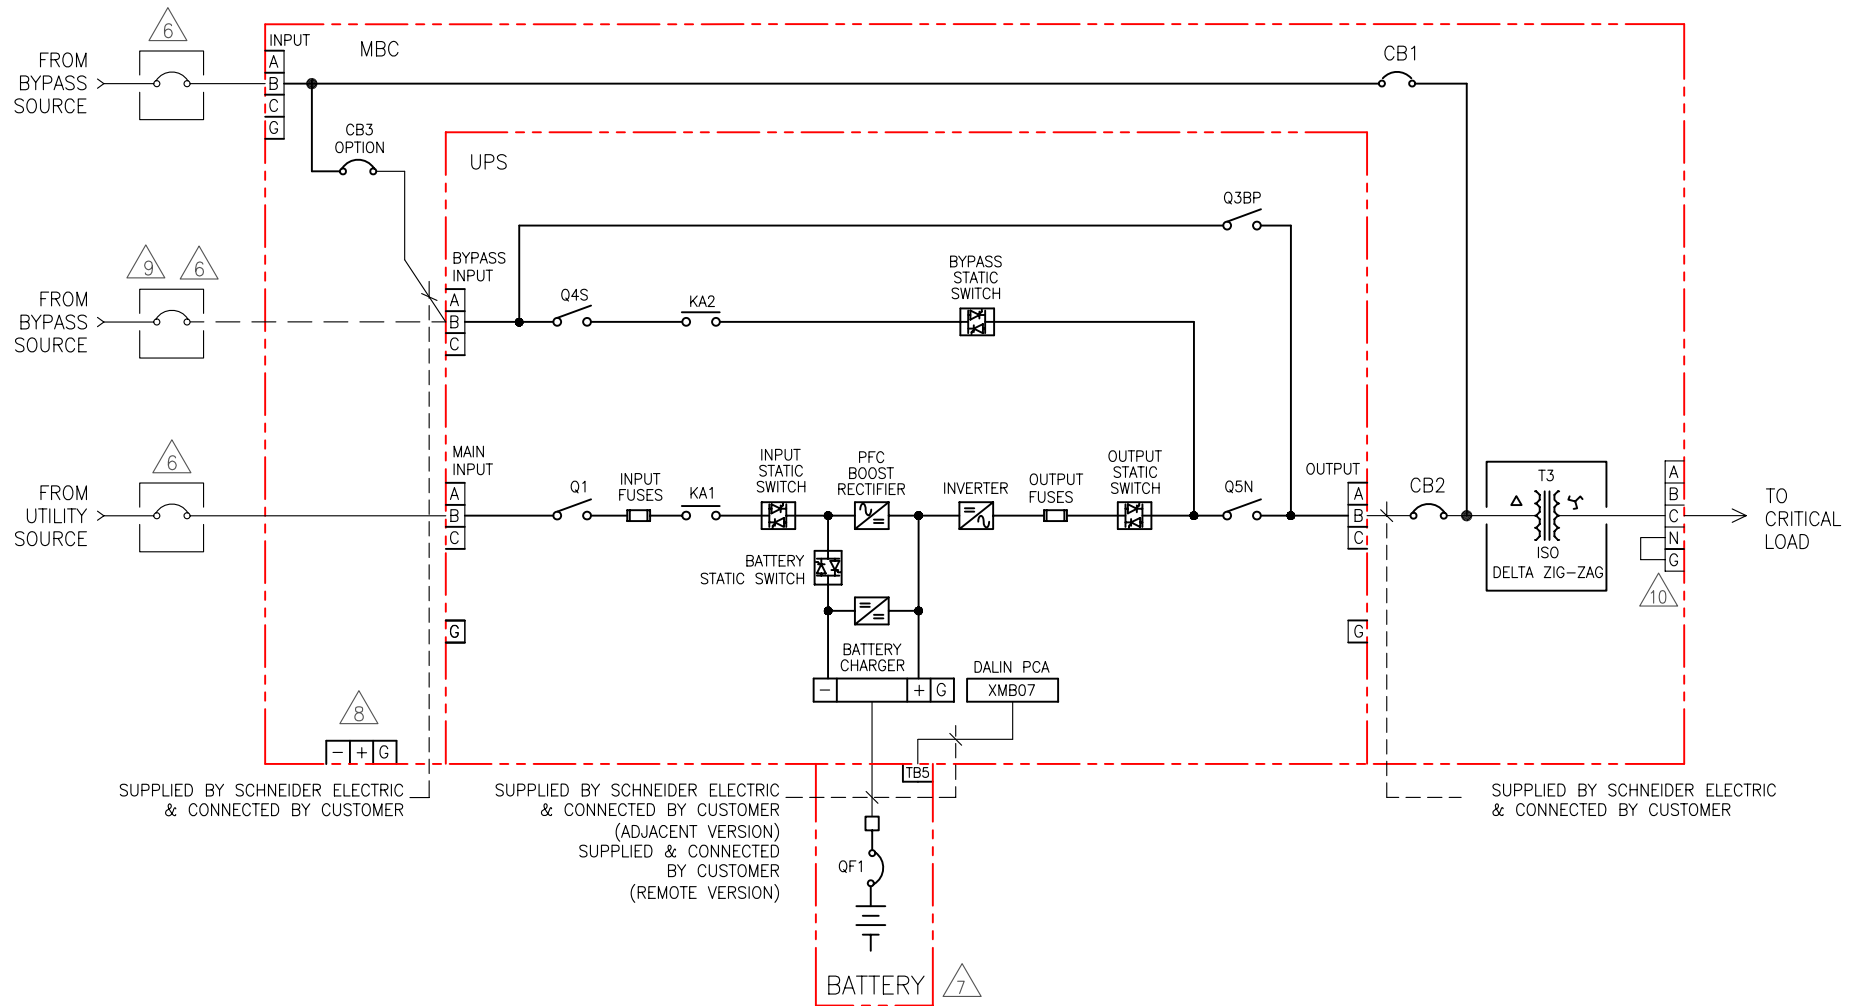 6
INPUT
MBC
FROM
BYPASS
SOURCE
A
B
C
G
CB1
CB3
OPTION
UPS
Q3BP
9
6
FROM
BYPASS
SOURCE
BYPASS
INPUT
A
B
C
Q4S
KA2
BYPASS
STATIC
SWITCH
6
FROM
UTILITY
SOURCE
MAIN
INPUT
A
B
C
G
Q1
INPUT
FUSES
KA1
INPUT
STATIC
SWITCH
PFC
BOOST
RECTIFIER
INVERTER
OUTPUT
FUSES
OUTPUT
STATIC
SWITCH
Q5N
OUTPUT
A
B
C
G
CB2
T3
ISO
DELTA ZIG-ZAG
A
B
C
N
G
10
TO
CRITICAL
LOAD
BATTERY
STATIC SWITCH
BATTERY
CHARGER
- + G
DALIN PCA
XMB07
8
- + G
TB5
SUPPLIED BY SCHNEIDER ELECTRIC
& CONNECTED BY CUSTOMER
SUPPLIED BY SCHNEIDER ELECTRIC
& CONNECTED BY CUSTOMER
(ADJACENT VERSION)
SUPPLIED & CONNECTED
BY CUSTOMER
(REMOTE VERSION)
SUPPLIED BY SCHNEIDER ELECTRIC
& CONNECTED BY CUSTOMER
QF1
BATTERY
7